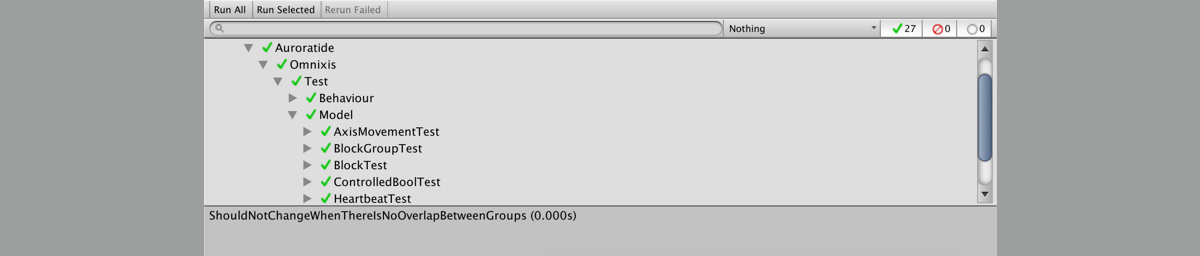 Run All Run Selected Rerun Failed
Nothing 27 0 0
Auroratide
Omnixis
Test
Behaviour
Model
AxisMovementTest
BlockGroupTest
BlockTest
ControlledBoolTest
HeartbeatTest
ShouldNotChangeWhenThereIsNoOverlapBetweenGroups (0.000s)